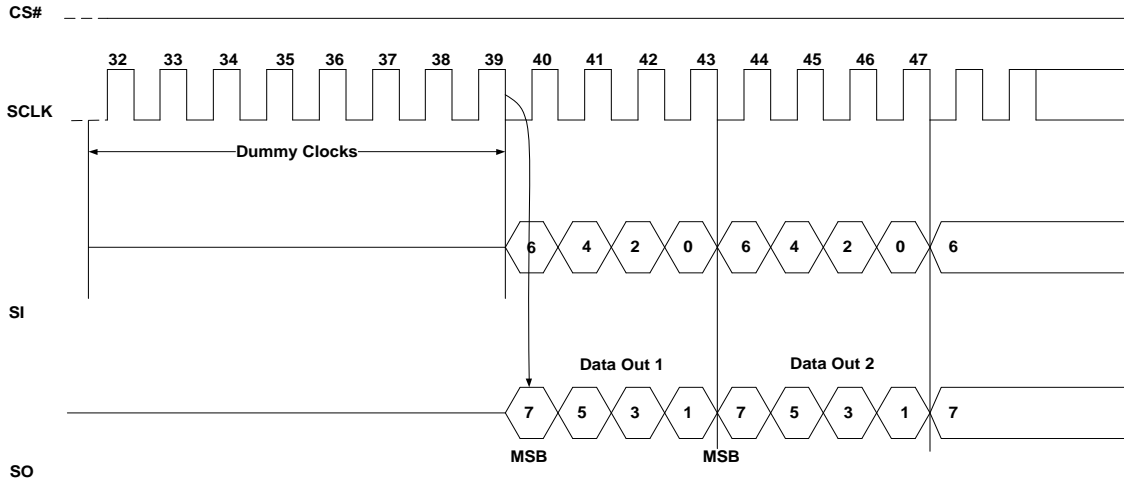 CS#
32 33 34 35 36 37 38 39 40 41 42 43 44 45 46 47
SCLK
Dummy Clocks
6 4 2 0 6 4 2 0 6
SI
Data Out 1 Data Out 2
7 5 3 1 7 5 3 1 7
MSB MSB
SO